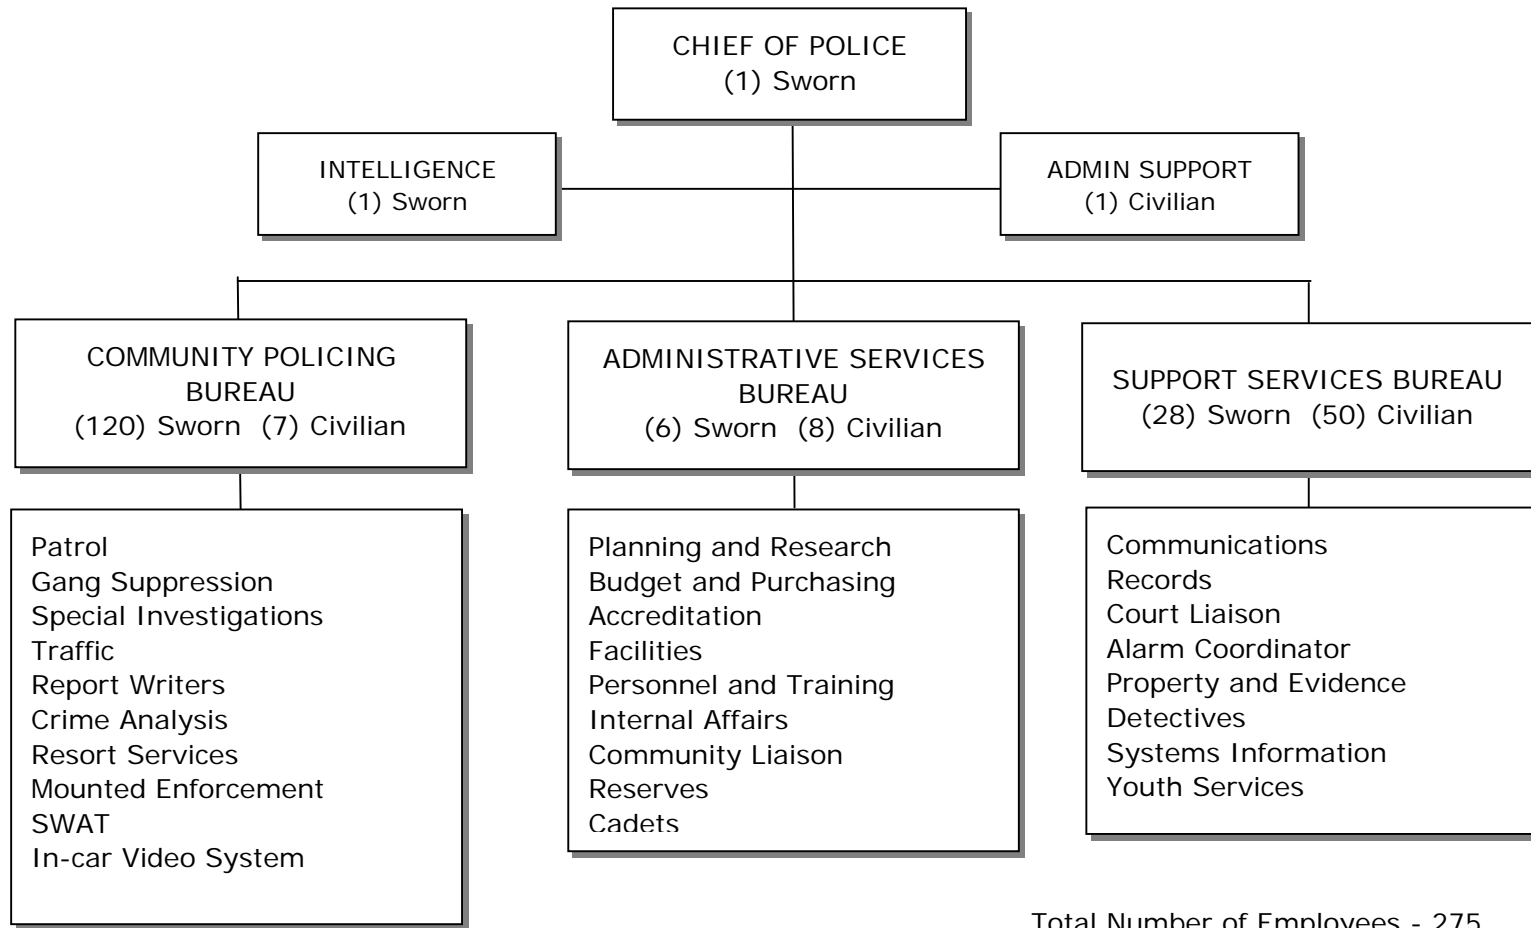 CHIEF OF POLICE
(1) Sworn
INTELLIGENCE
(1) Sworn
ADMIN SUPPORT
(1) Civilian
COMMUNITY POLICING
BUREAU
(120) Sworn (7) Civilian
ADMINISTRATIVE SERVICES
BUREAU
(6) Sworn (8) Civilian
SUPPORT SERVICES BUREAU
(28) Sworn (50) Civilian
Patrol
Gang Suppression
Special Investigations
Traffic
Report Writers
Crime Analysis
Resort Services
Mounted Enforcement
SWAT
In-car Video System
Planning and Research
Budget and Purchasing
Accreditation
Facilities
Personnel and Training
Internal Affairs
Community Liaison
Reserves
Cadets
Communications
Records
Court Liaison
Alarm Coordinator
Property and Evidence
Detectives
Systems Information
Youth Services
Total Number of Employees - 275